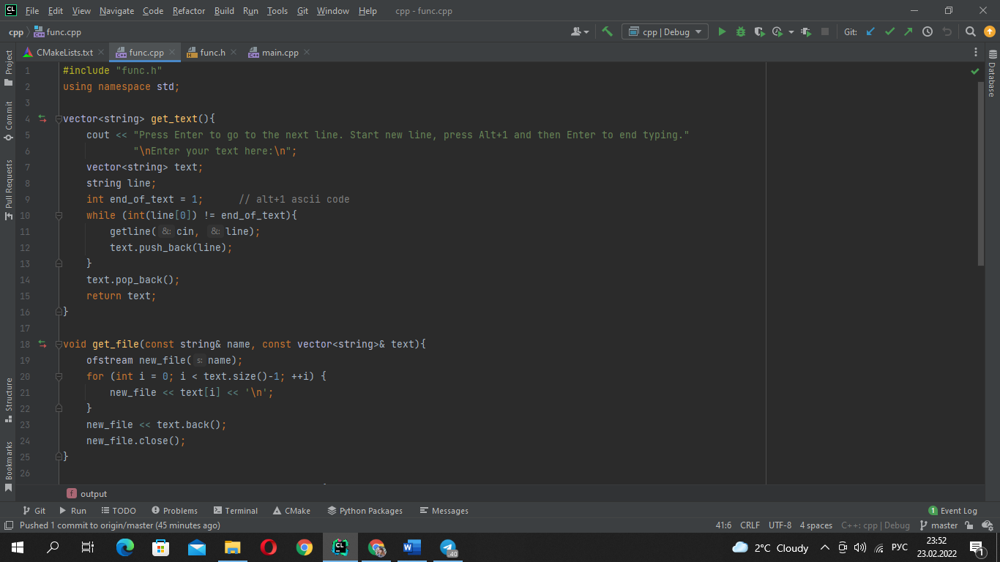 File Edit View Navigate Code Refactor Build Run Tools Git Window Help cpp - func.cpp
cpp func.cpp cpp | Debug Git:
CMakeLists.txt func.cpp func.h main.cpp
Project
Commit
Pull Requests
Structure
Bookmarks
Database
1 #include "func.h"
2 using namespace std;
3
4 vector<string> get_text(){
5 cout << "Press Enter to go to the next line. Start new line, press Alt+1 and then Enter to end typing."
6 "\nEnter your text here:\n";
7 vector<string> text;
8 string line;
9 int end_of_text = 1; // alt+1 ascii code
10 while (int(line[0]) != end_of_text){
11 getline( &: cin, &: line);
12 text.push_back(line);
13 }
14 text.pop_back();
15 return text;
16 }
17
18 void get_file(const string& name, const vector<string>& text){
19 ofstream new_file( s: name);
20 for (int i = 0; i < text.size()-1; ++i) {
21 new_file << text[i] << '\n';
22 }
23 new_file << text.back();
24 new_file.close();
25 }
26
f output
Git Run TODO Problems Terminal CMake Python Packages Messages 1 Event Log
Pushed 1 commit to origin/master (45 minutes ago) 41:6 CRLF UTF-8 4 spaces C++: cpp | Debug master
40 2°C Cloudy РУС 23:52
23.02.2022 1